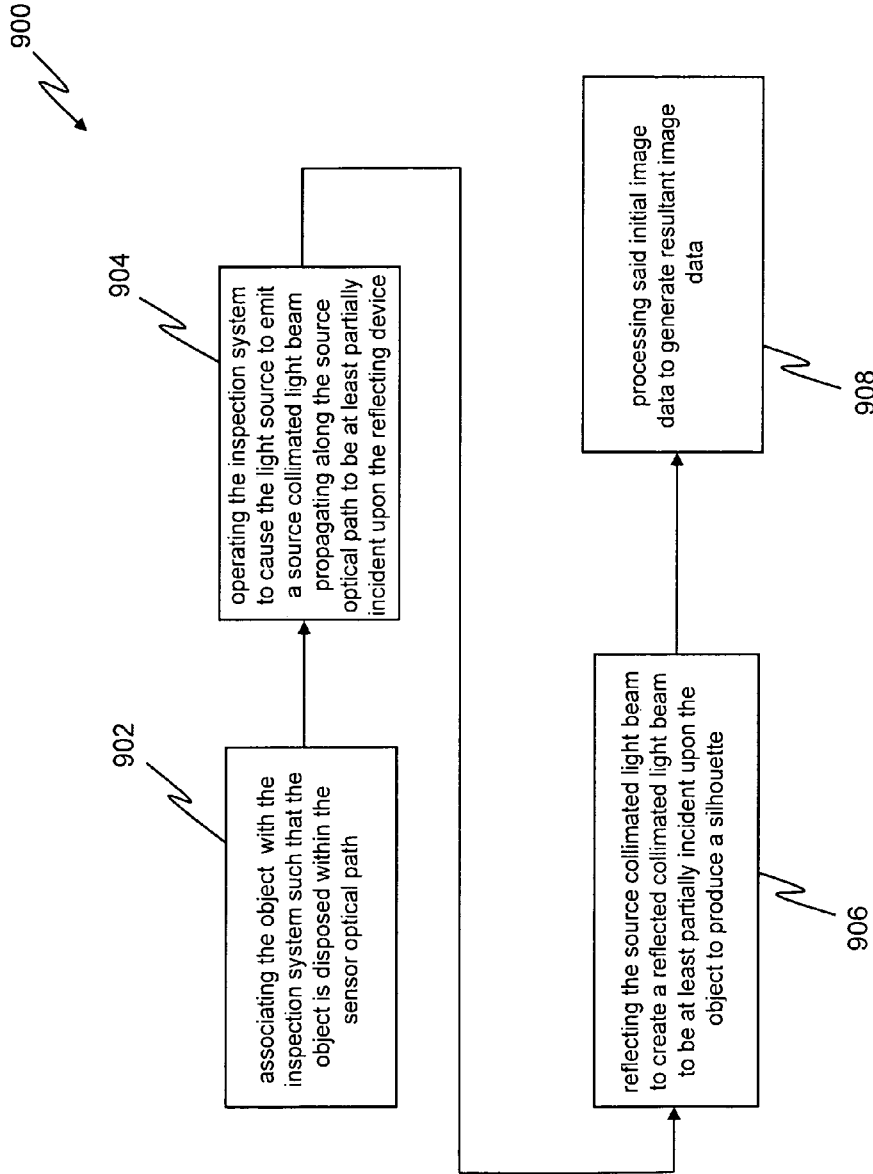 900
902
associating the object with the
inspection system such that the
object is disposed within the
sensor optical path
904
operating the inspection system
to cause the light source to emit
a source collimated light beam
propagating along the source
optical path to be at least partially
incident upon the reflecting device
reflecting the source collimated light beam
to create a reflected collimated light beam
to be at least partially incident upon the
object to produce a silhouette
906
processing said initial image
data to generate resultant image
data
908